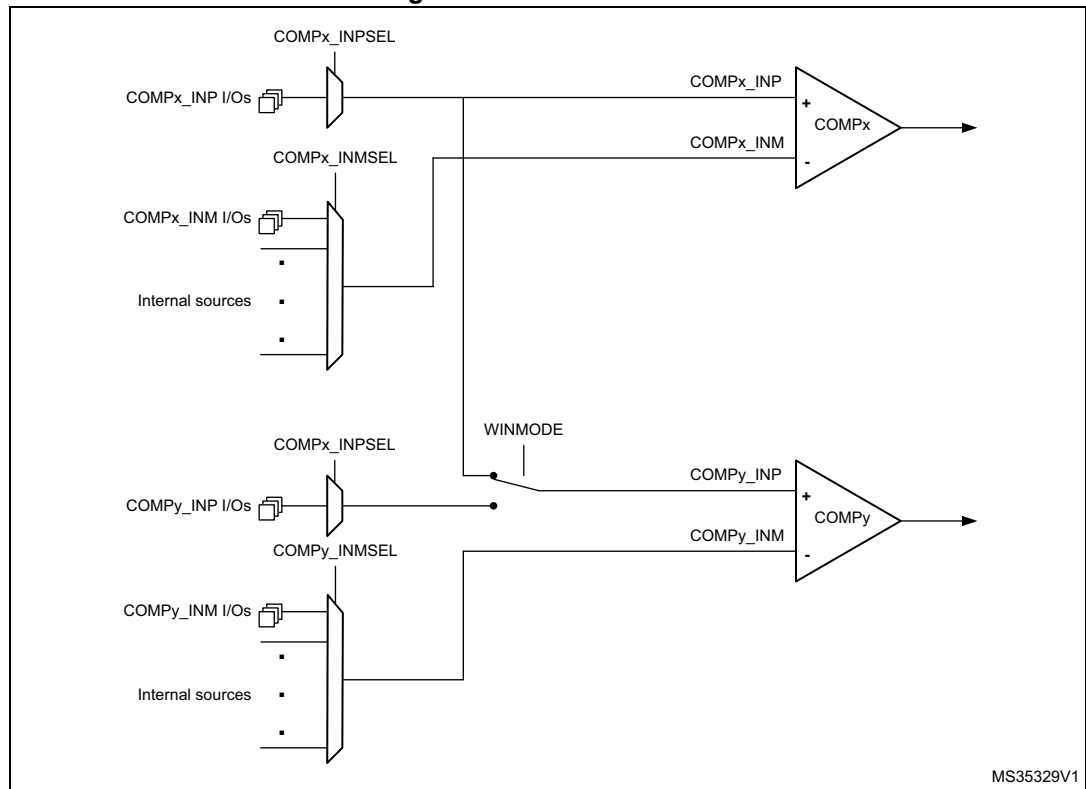 COMPx_INPSEL
COMPx_INP I/Os
COMPx_INP
+
COMPx
COMPx_INM
-
COMPx_INMSEL
COMPx_INM I/Os
Internal sources
WINMODE
COMPx_INPSEL
COMPy_INP
+
COMPy_INP I/Os
COMPy
COMPy_INM
-
COMPy_INMSEL
COMPy_INM I/Os
Internal sources
MS35329V1